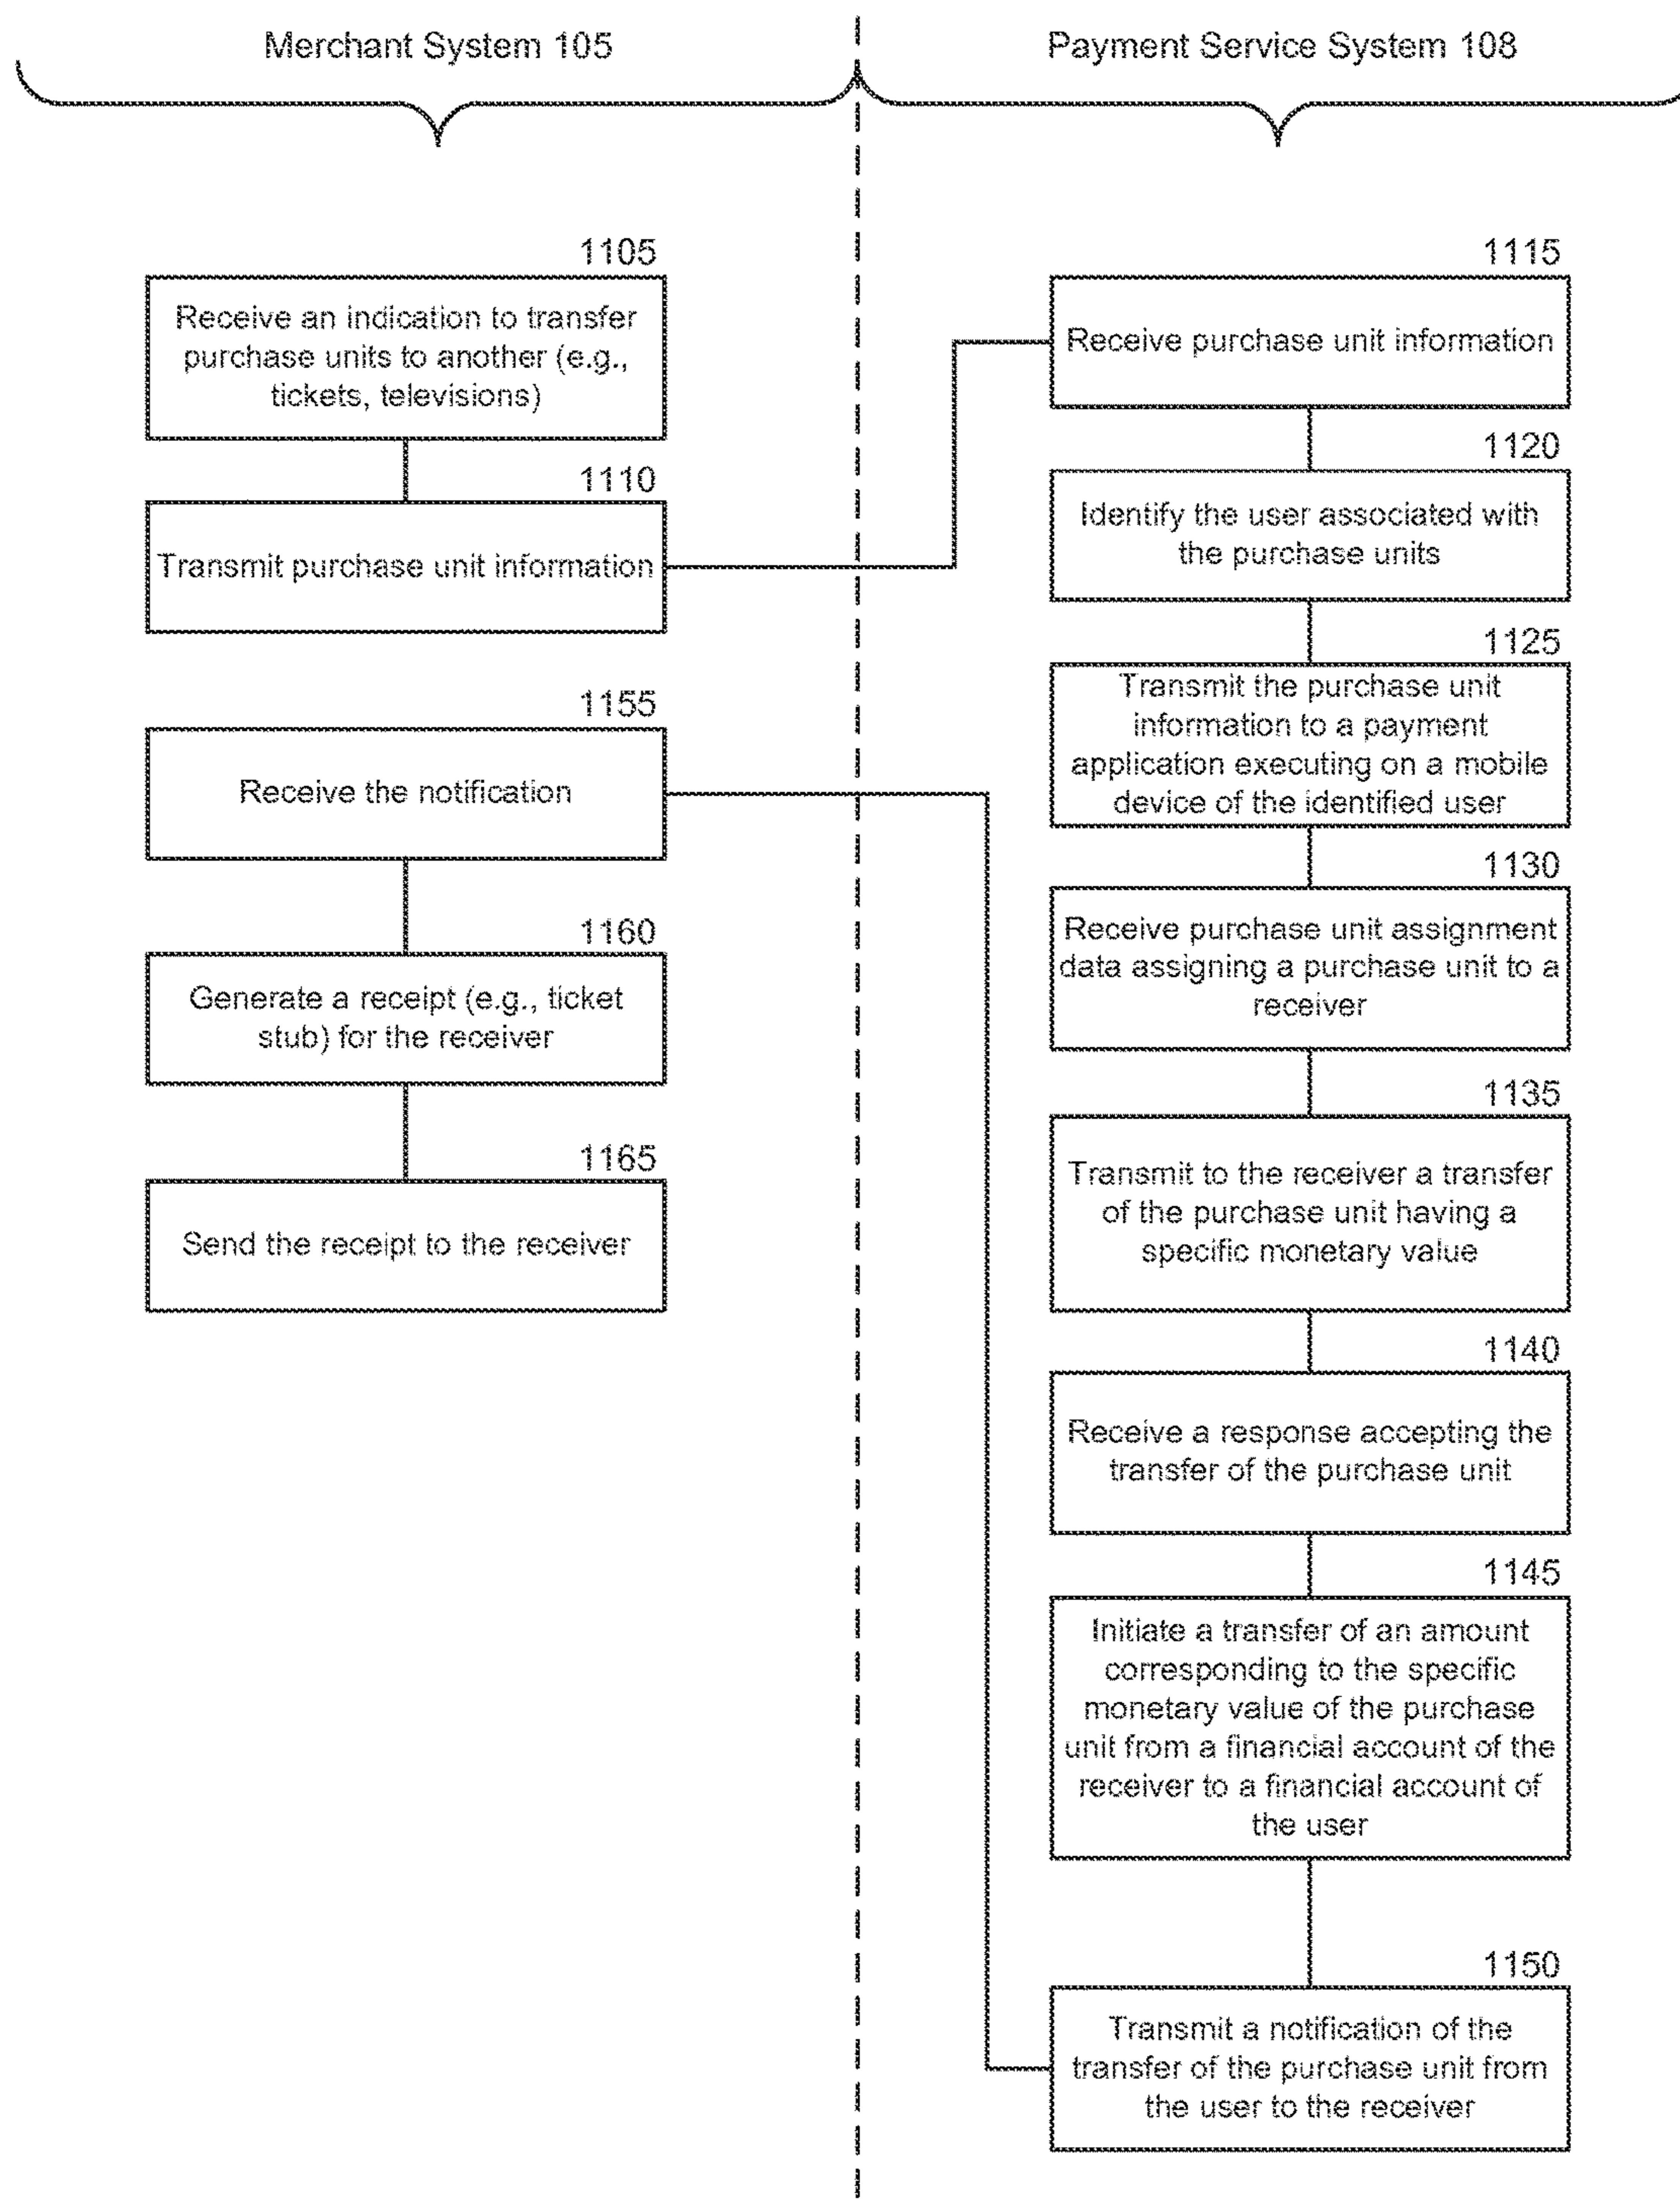 Merchant System 105
Payment Service System 108
1105
Receive an indication to transfer
purchase units to another (e.g.,
tickets, televisions)
1110
Transmit purchase unit information
1155
Receive the notification
1160
Generate a receipt (e.g., ticket
stub) for the receiver
1165
Send the receipt to the receiver
1115
Receive purchase unit information
1120
Identify the user associated with
the purchase units
1125
Transmit the purchase unit
information to a payment
application executing on a mobile
device of the identified user
1130
Receive purchase unit assignment
data assigning a purchase unit to a
receiver
1135
Transmit to the receiver a transfer
of the purchase unit having a
specific monetary value
1140
Receive a response accepting the
transfer of the purchase unit
1145
Initiate a transfer of an amount
corresponding to the specific
monetary value of the purchase
unit from a financial account of the
receiver to a financial account of
the user
1150
Transmit a notification of the
transfer of the purchase unit from
the user to the receiver